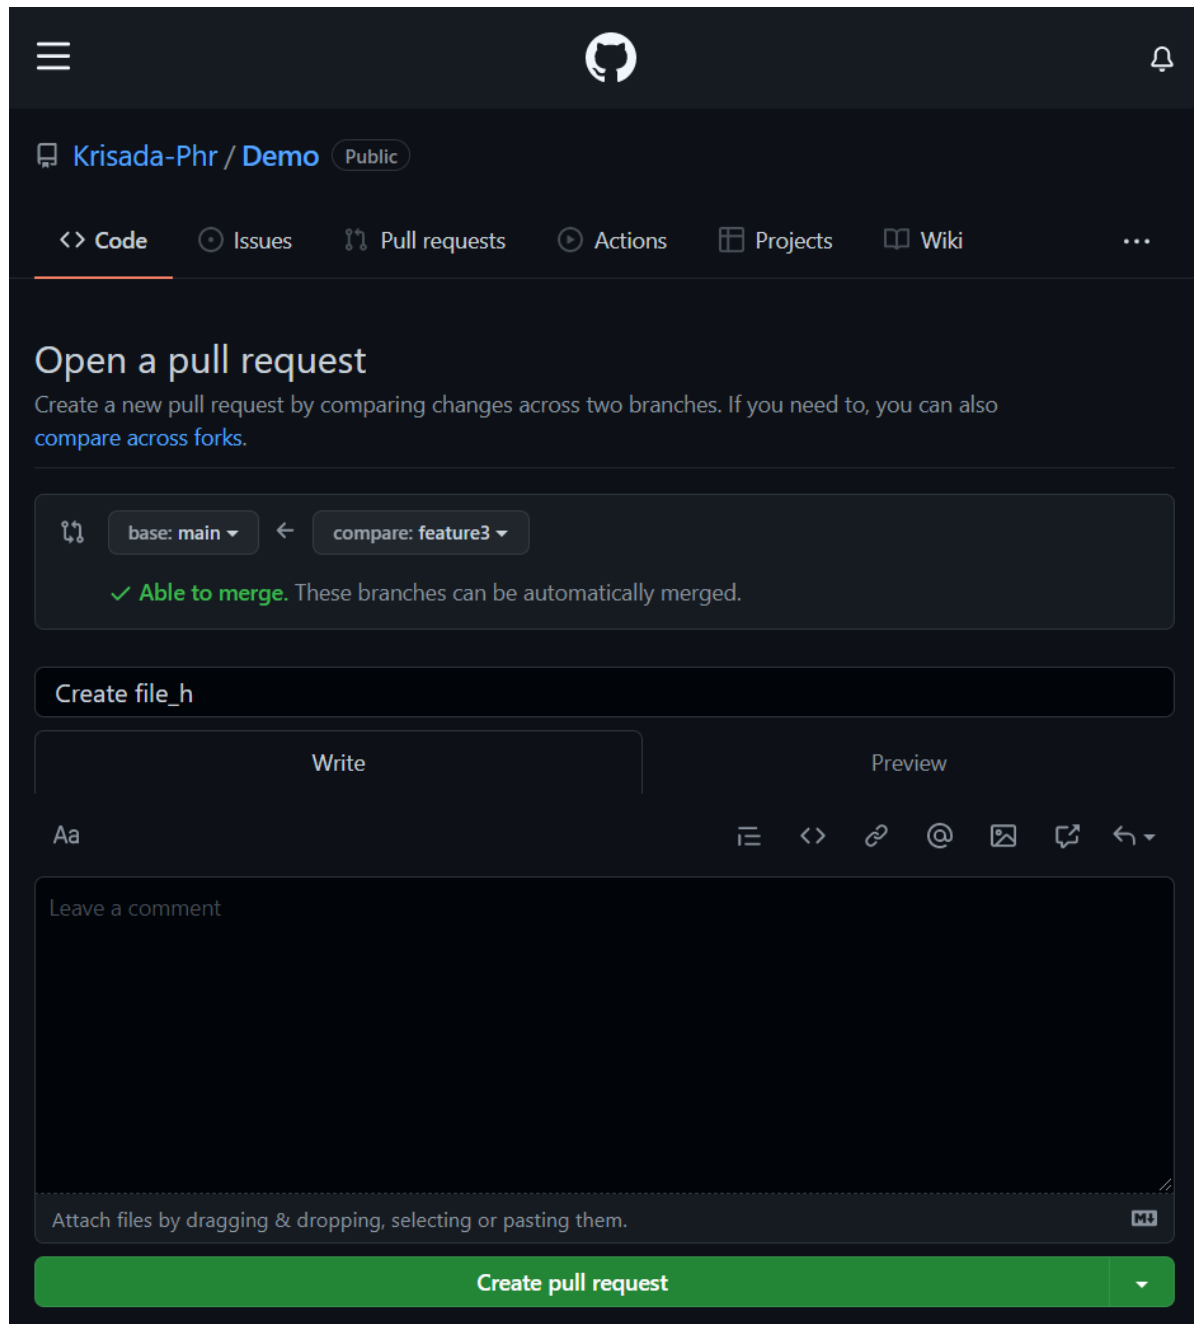 Krisada-Phr / Demo Public
Code Issues Pull requests Actions Projects Wiki ...
Open a pull request
Create a new pull request by comparing changes across two branches. If you need to, you can also
compare across forks.
base: main ← compare: feature3
✓ Able to merge. These branches can be automatically merged.
Create file_h
Write Preview
Aa
Leave a comment
Attach files by dragging & dropping, selecting or pasting them.
Create pull request